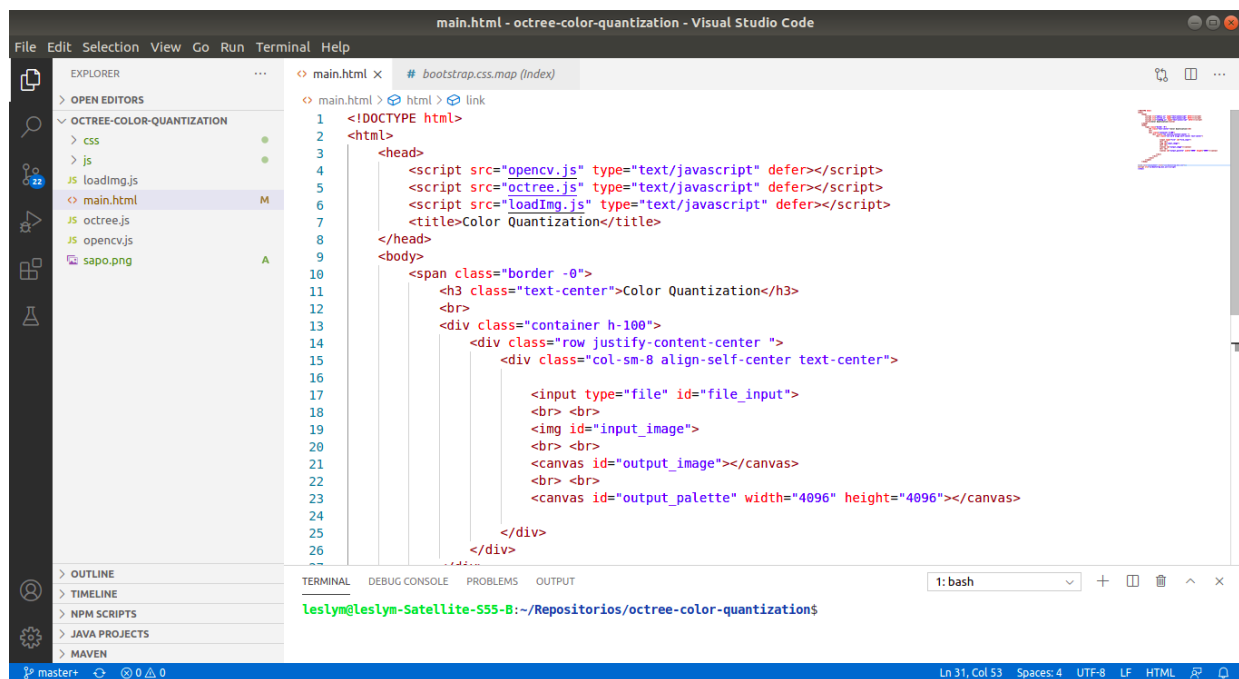 main.html - octree-color-quantization - Visual Studio Code
File Edit Selection View Go Run Terminal Help
EXPLORER
OPEN EDITORS
OCTREE-COLOR-QUANTIZATION
css
js
JS loadImg.js
main.html M
JS octree.js
JS opencv.js
sapo.png A
22
OUTLINE
TIMELINE
NPM SCRIPTS
JAVA PROJECTS
MAVEN
main.html × # bootstrap.css.map (Index)
main.html > html > link
1 <!DOCTYPE html>
2 <html>
3 <head>
4 <script src="opencv.js" type="text/javascript" defer></script>
5 <script src="octree.js" type="text/javascript" defer></script>
6 <script src="loadImg.js" type="text/javascript" defer></script>
7 <title>Color Quantization</title>
8 </head>
9 <body>
10 <span class="border -0">
11 <h3 class="text-center">Color Quantization</h3>
12 <br>
13 <div class="container h-100">
14 <div class="row justify-content-center ">
15 <div class="col-sm-8 align-self-center text-center">
16
17 <input type="file" id="file_input">
18 <br> <br>
19 <img id="input_image">
20 <br> <br>
21 <canvas id="output_image"></canvas>
22 <br> <br>
23 <canvas id="output_palette" width="4096" height="4096"></canvas>
24
25 </div>
26 </div>
TERMINAL DEBUG CONSOLE PROBLEMS OUTPUT 1: bash
leslym@leslym-Satellite-S55-B:~/Repositorios/octree-color-quantization$
master+ 0 0 Ln 31, Col 53 Spaces: 4 UTF-8 LF HTML